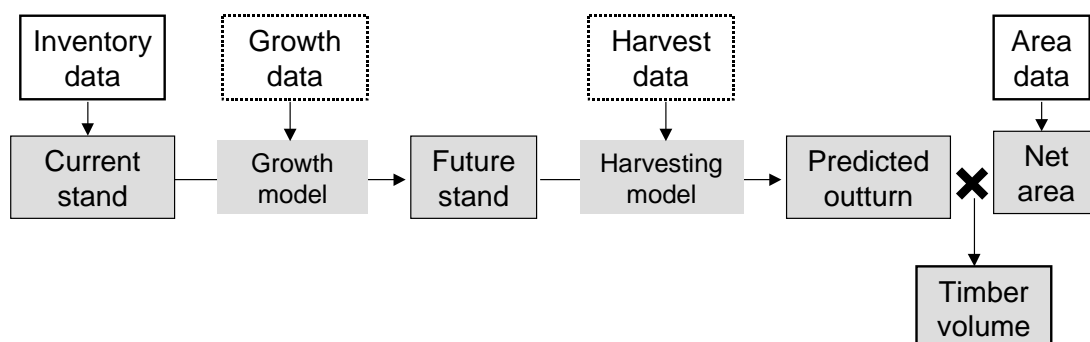 Inventory
data
Growth
data
Harvest
data
Area
data
Current
stand
Growth
model
Future
stand
Harvesting
model
Predicted
outturn
Net
area
Timber
volume